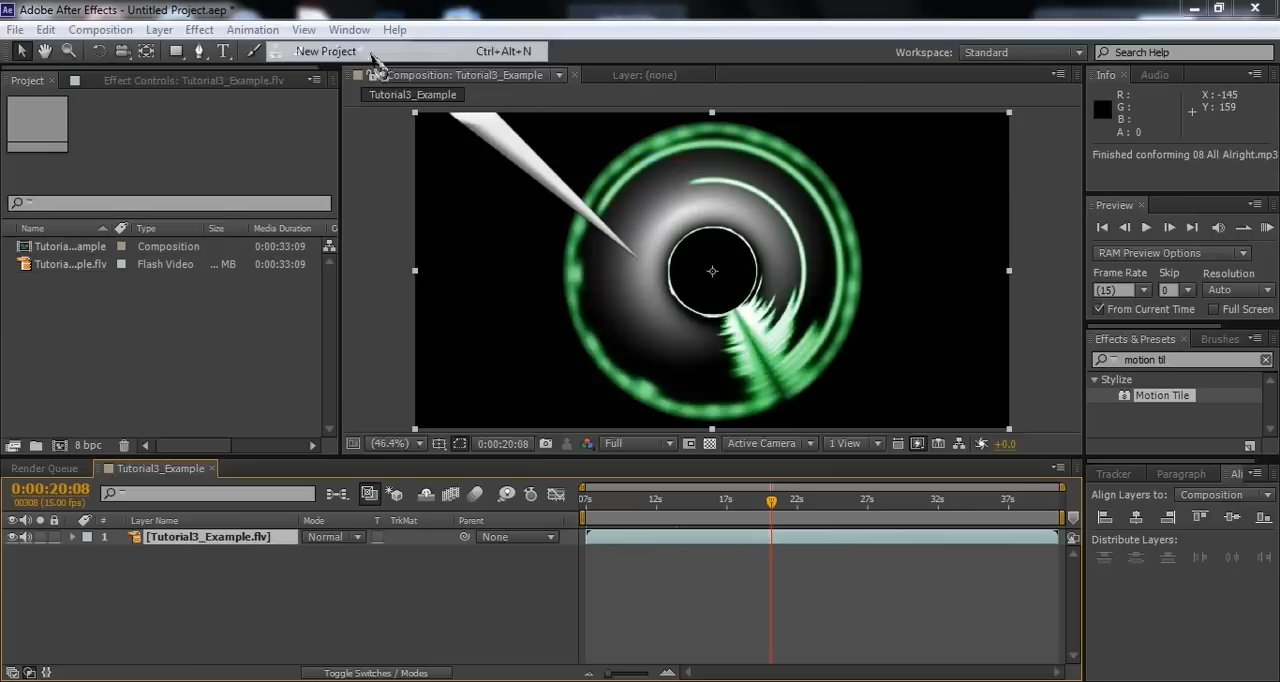 Adobe After Effects - Untitled Project.aep *
File Edit Composition Layer Effect Animation View Window Help
New Project Ctrl+Alt+N
Workspace: Standard Search Help
Project Effect Controls: Tutorial3_Example.flv
Composition: Tutorial3_Example Layer: (none)
Tutorial3_Example
Info Audio
R :
G :
B :
A : 0
X : -145
Y : 159
Finished conforming 08 All Alright.mp3
Preview
RAM Preview Options
Frame Rate Skip Resolution
(15) 0 Auto
From Current Time Full Screen
Effects & Presets Brushes
motion til
Stylize
Motion Tile
Name Type Size Media Duration
Tutoria...ample Composition 0:00:33:09
Tutoria...ple.flv Flash Video ... MB 0:00:33:09
8 bpc
(46.4%) 0:00:20:08 Full Active Camera 1 View +0.0
Render Queue Tutorial3_Example
0:00:20:08
00308 (15.00 fps)
07s 12s 17s 22s 27s 32s 37s
# Layer Name Mode T TrkMat Parent
1 [Tutorial3_Example.flv] Normal None
Toggle Switches / Modes
Tracker Paragraph Ali
Align Layers to: Composition
Distribute Layers: